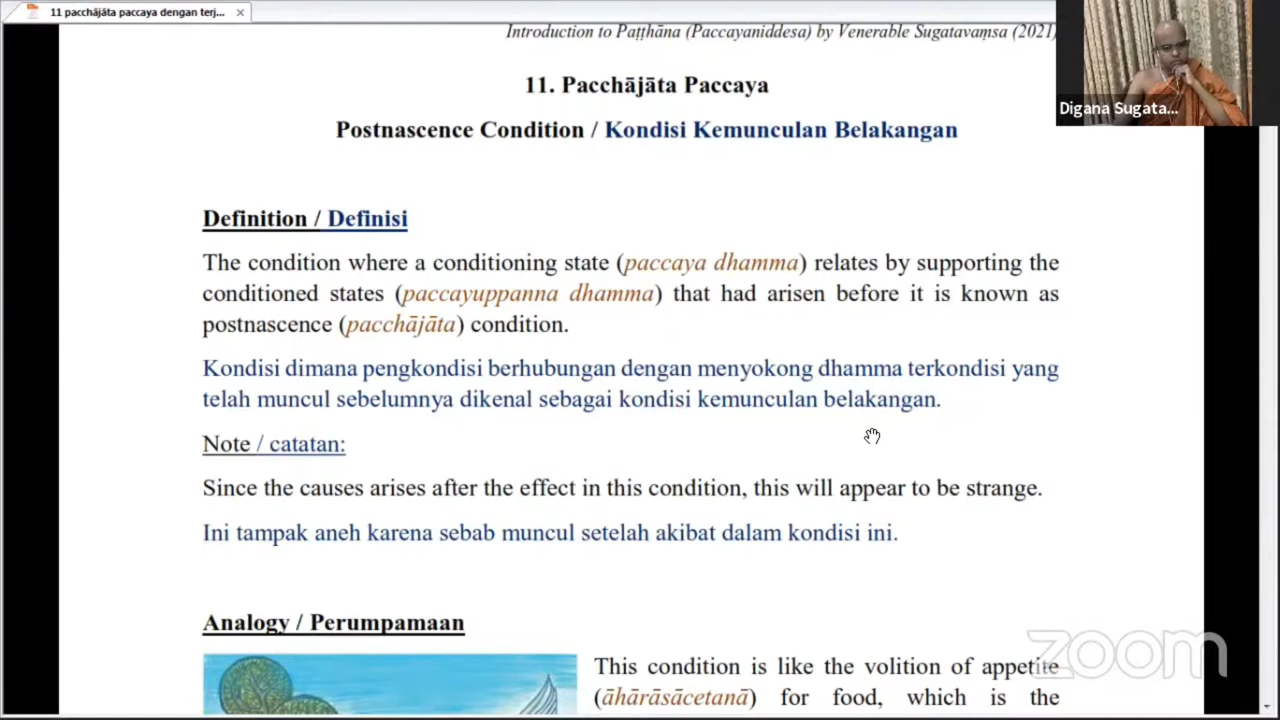 11 pacchājāta paccaya dengan terj...
Introduction to Paṭṭhāna (Paccayaniddesa) by Venerable Sugatavaṃsa (2021)
11. Pacchājāta Paccaya
Digana Sugata...
Postnascence Condition / Kondisi Kemunculan Belakangan
Definition / Definisi
The condition where a conditioning state (paccaya dhamma) relates by supporting the
conditioned states (paccayuppanna dhamma) that had arisen before it is known as
postnascence (pacchājāta) condition.
Kondisi dimana pengkondisi berhubungan dengan menyokong dhamma terkondisi yang
telah muncul sebelumnya dikenal sebagai kondisi kemunculan belakangan.
Note / catatan:
Since the causes arises after the effect in this condition, this will appear to be strange.
Ini tampak aneh karena sebab muncul setelah akibat dalam kondisi ini.
Analogy / Perumpamaan
This condition is like the volition of appetite
(āhārāsācetanā) for food, which is the
zoom